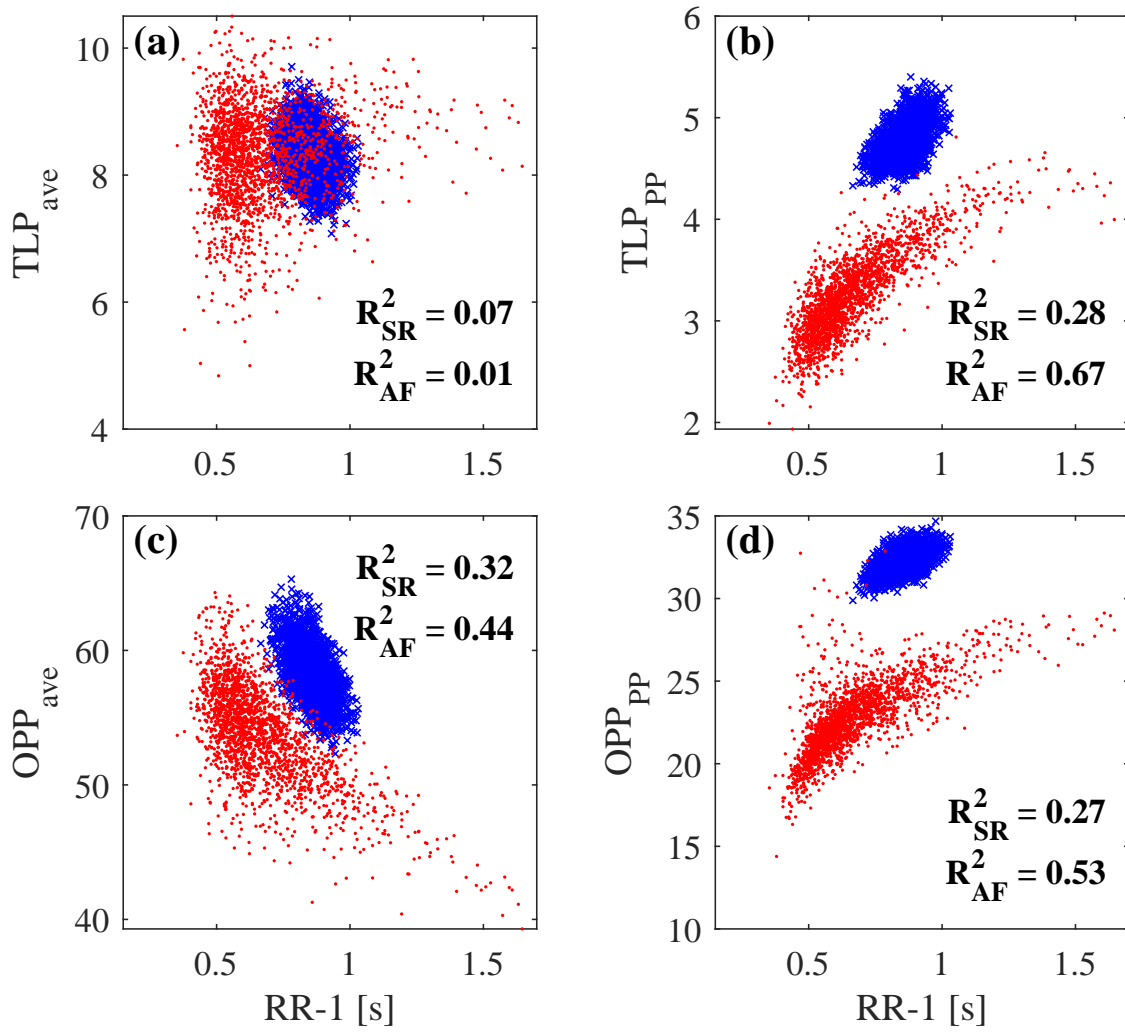 (a)
10
8
6
4
TLP_ave
R²_SR = 0.07
R²_AF = 0.01
0.5 1 1.5
(b)
6
5
4
3
2
TLP_PP
R²_SR = 0.28
R²_AF = 0.67
0.5 1 1.5
(c)
70
60
50
40
OPP_ave
R²_SR = 0.32
R²_AF = 0.44
0.5 1 1.5
RR-1 [s]
(d)
35
30
25
20
15
10
OPP_PP
R²_SR = 0.27
R²_AF = 0.53
0.5 1 1.5
RR-1 [s]